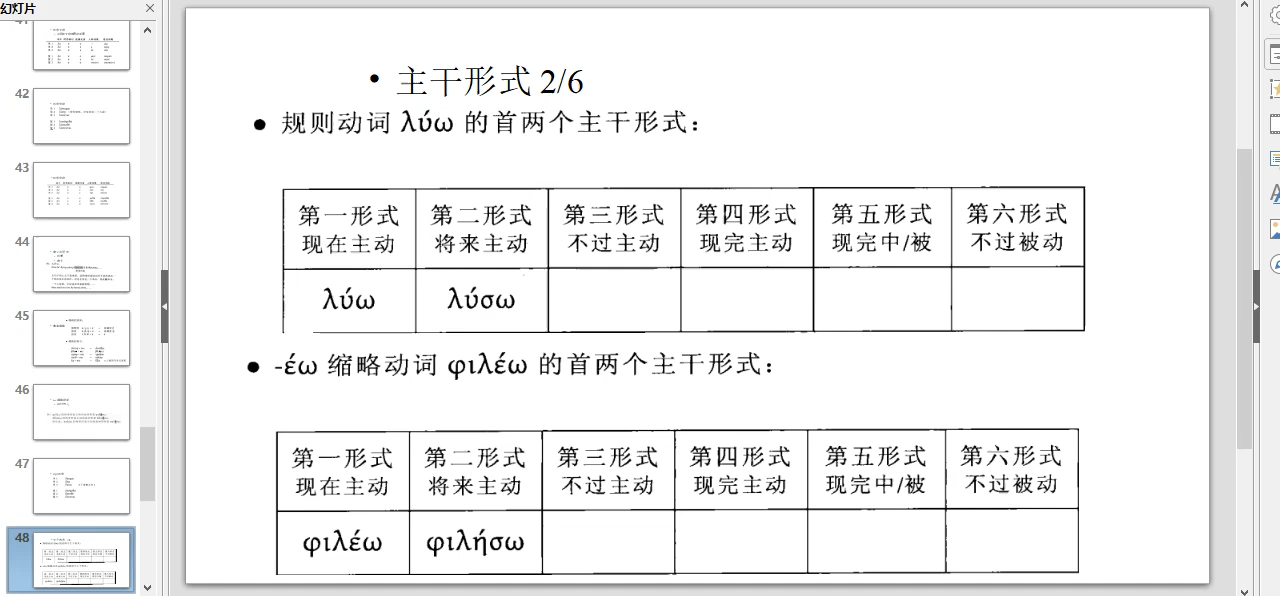 幻灯片
42
43
44
45
46
47
48
• 主干形式 2/6
● 规则动词 λύω 的首两个主干形式：
第一形式 第二形式 第三形式 第四形式 第五形式 第六形式
现在主动 将来主动 不过主动 现完主动 现完中/被 不过被动
λύω λύσω
● -έω 缩略动词 φιλέω 的首两个主干形式：
第一形式 第二形式 第三形式 第四形式 第五形式 第六形式
现在主动 将来主动 不过主动 现完主动 现完中/被 不过被动
φιλέω φιλήσω